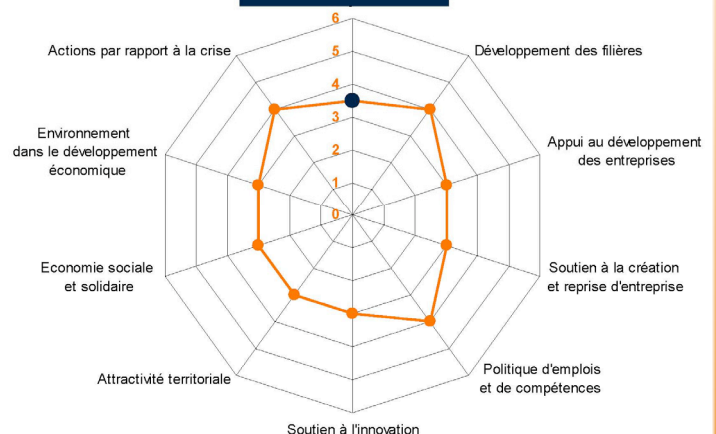 6
Actions par rapport à la crise
Développement des filières
5
4
Environnement
dans le développement
économique
3
Appui au développement
des entreprises
2
1
0
Economie sociale
et solidaire
Soutien à la création
et reprise d'entreprise
Attractivité territoriale
Politique d'emplois
et de compétences
Soutien à l'innovation